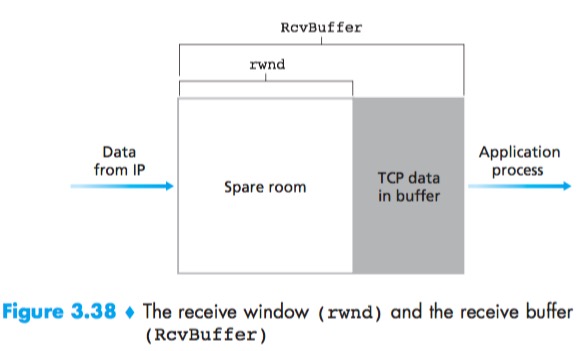 RcvBuffer
rwnd
Data
from IP
Spare room
TCP data
in buffer
Application
process
Figure 3.38 ♦ The receive window (rwnd) and the receive buffer
(RcvBuffer)